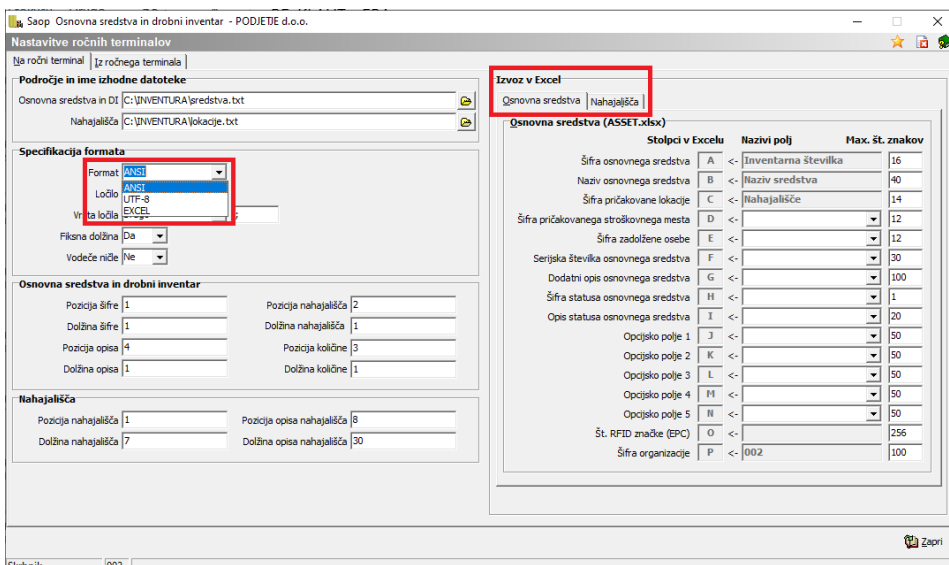 Saop Osnovna sredstva in drobni inventar - PODJETJE d.o.o.
Nastavitve ročnih terminalov
Na ročni terminal
Iz ročnega terminala
Področje in ime izhodne datoteke
Osnovna sredstva in DI C:\INVENTURA\sredstva.txt
Nahajališča C:\INVENTURA\lokacije.txt
Specifikacija formata
Format ANSI
ANSI
UTF-8
EXCEL
Ločilo
Vrsta ločila ;
Fiksna dolžina Da
Vodeče ničle Ne
Osnovna sredstva in drobni inventar
Pozicija šifre 1 Pozicija nahajališča 2
Dolžina šifre 1 Dolžina nahajališča 1
Pozicija opisa 4 Pozicija količine 3
Dolžina opisa 1 Dolžina količine 1
Nahajališča
Pozicija nahajališča 1 Pozicija opisa nahajališča 8
Dolžina nahajališča 7 Dolžina opisa nahajališča 30
Izvoz v Excel
Osnovna sredstva
Nahajališča
Osnovna sredstva (ASSET.xlsx)
Stolpci v Excelu Nazivi polj Max. št. znakov
Šifra osnovnega sredstva A <- Inventarna številka 16
Naziv osnovnega sredstva B <- Naziv sredstva 40
Šifra pričakovane lokacije C <- Nahajališče 14
Šifra pričakovanega stroškovnega mesta D <- 12
Šifra zadolžene osebe E <- 12
Serijska številka osnovnega sredstva F <- 30
Dodatni opis osnovnega sredstva G <- 100
Šifra statusa osnovnega sredstva H <- 1
Opis statusa osnovnega sredstva I <- 20
Opcijsko polje 1 J <- 50
Opcijsko polje 2 K <- 50
Opcijsko polje 3 L <- 50
Opcijsko polje 4 M <- 50
Opcijsko polje 5 N <- 50
Št. RFID značke (EPC) O <- 256
Šifra organizacije P <- 002 100
Zapri